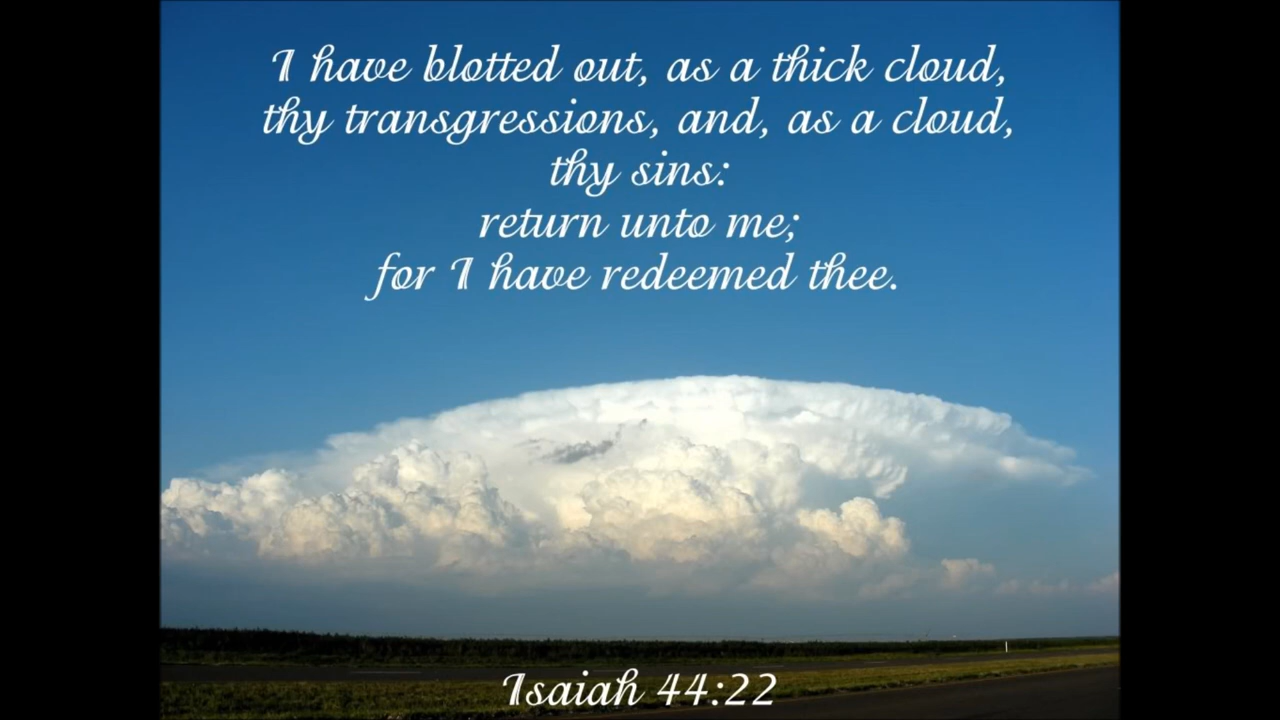 I have blotted out, as a thick cloud,
thy transgressions, and, as a cloud,
thy sins:
return unto me;
for I have redeemed thee.
Isaiah 44:22